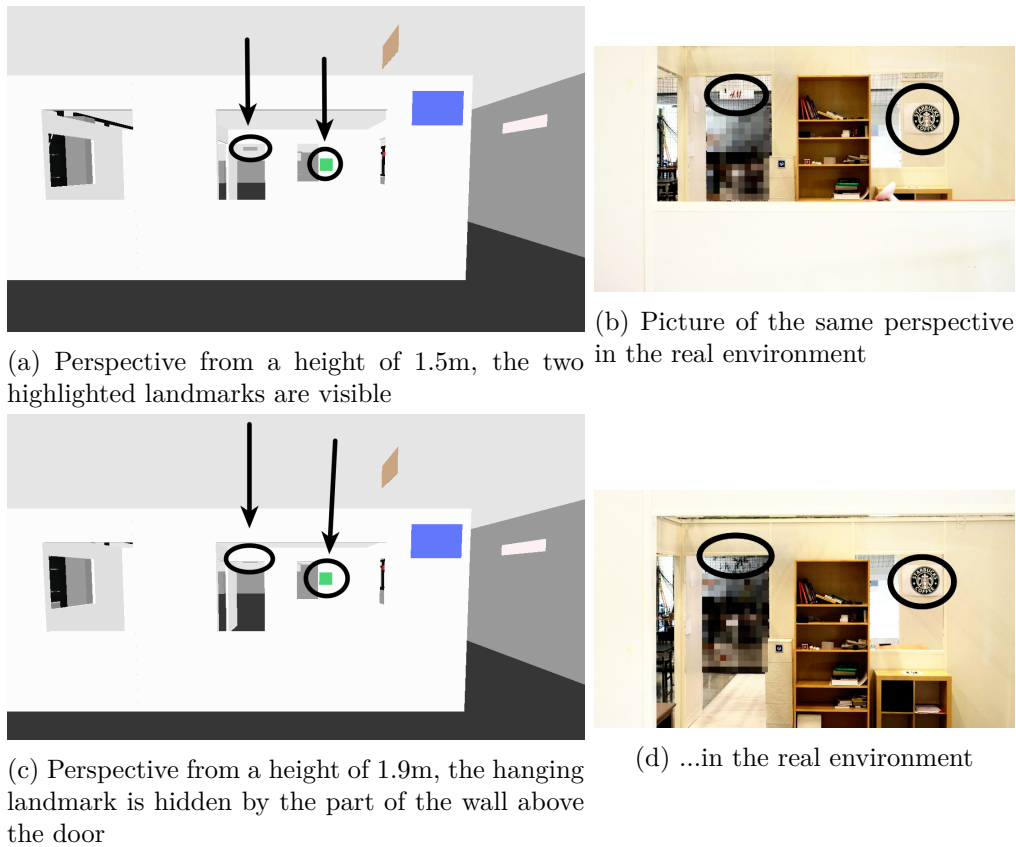 H&M
STARBUCKS
COFFEE
(a) Perspective from a height of 1.5m, the two
highlighted landmarks are visible
(b) Picture of the same perspective
in the real environment
STARBUCKS
COFFEE
(c) Perspective from a height of 1.9m, the hanging
landmark is hidden by the part of the wall above
the door
(d) ...in the real environment